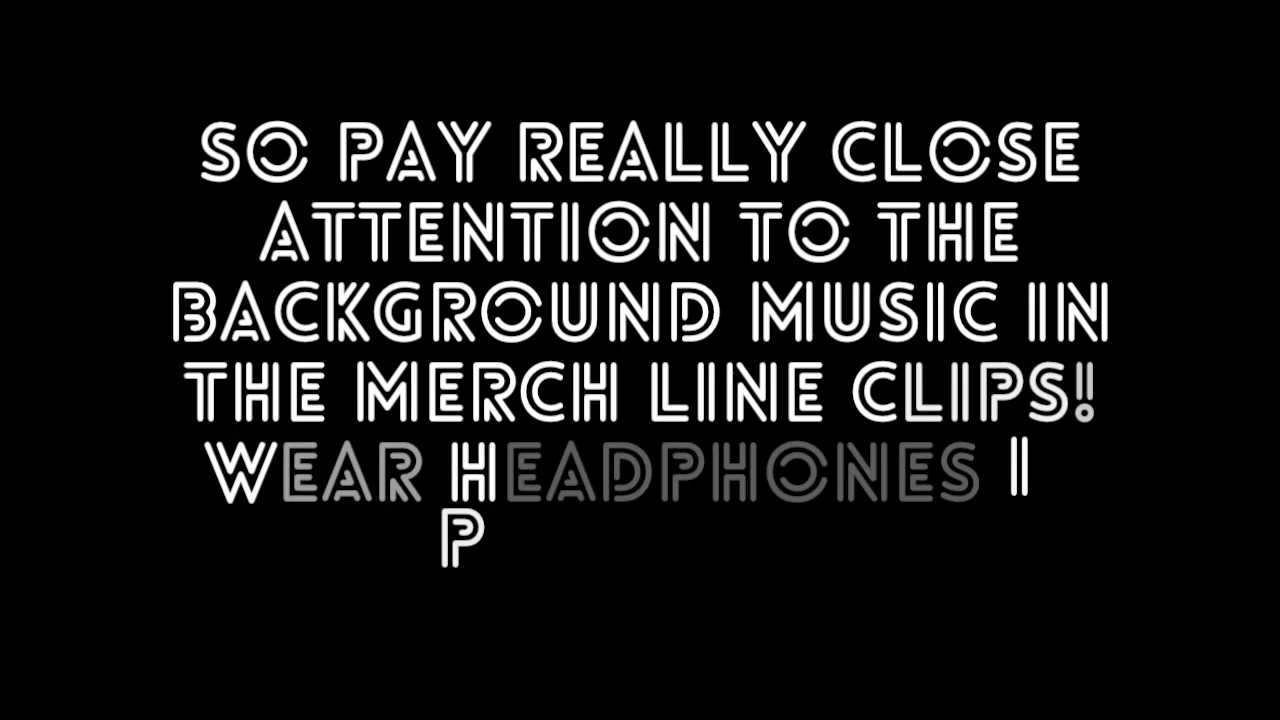 SO PAY REALLY CLOSE
ATTENTION TO THE
BACKGROUND MUSIC IN
THE MERCH LINE CLIPS!
WEAR HEADPHONES I
P